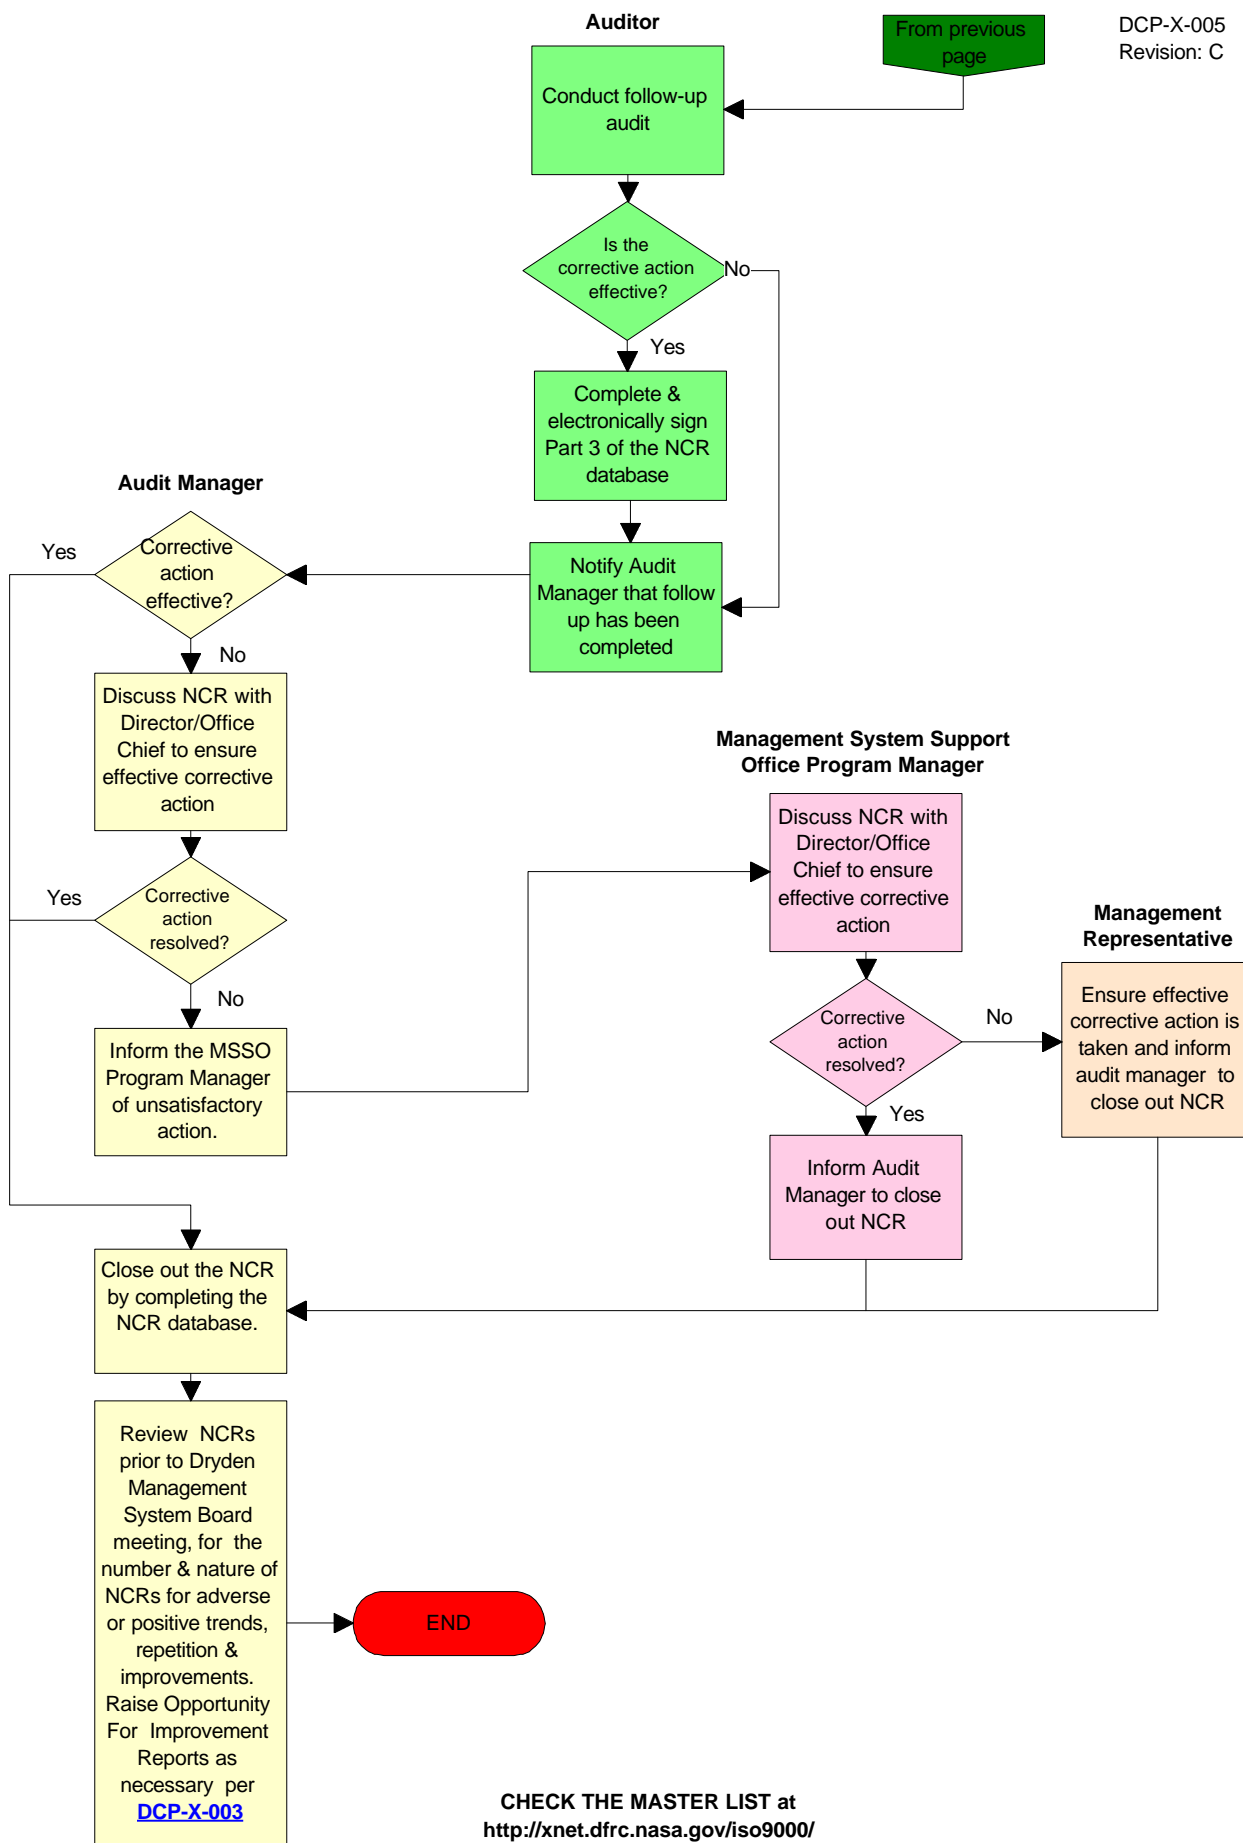 Auditor
From previous
page
DCP-X-005
Revision: C
Conduct follow-up
audit
Is the
corrective action
effective?
No
Yes
Complete &
electronically sign
Part 3 of the NCR
database
Audit Manager
Yes
Corrective
action
effective?
Notify Audit
Manager that follow
up has been
completed
No
Discuss NCR with
Director/Office
Chief to ensure
effective corrective
action
Management System Support
Office Program Manager
Discuss NCR with
Director/Office
Chief to ensure
effective corrective
action
Yes
Corrective
action
resolved?
Management
Representative
No
Inform the MSSO
Program Manager
of unsatisfactory
action.
Corrective
action
resolved?
No
Ensure effective
corrective action is
taken and inform
audit manager to
close out NCR
Yes
Inform Audit
Manager to close
out NCR
Close out the NCR
by completing the
NCR database.
Review NCRs
prior to Dryden
Management
System Board
meeting, for the
number & nature of
NCRs for adverse
or positive trends,
repetition &
improvements.
Raise Opportunity
For Improvement
Reports as
necessary per
DCP-X-003
END
CHECK THE MASTER LIST at
http://xnet.dfrc.nasa.gov/iso9000/